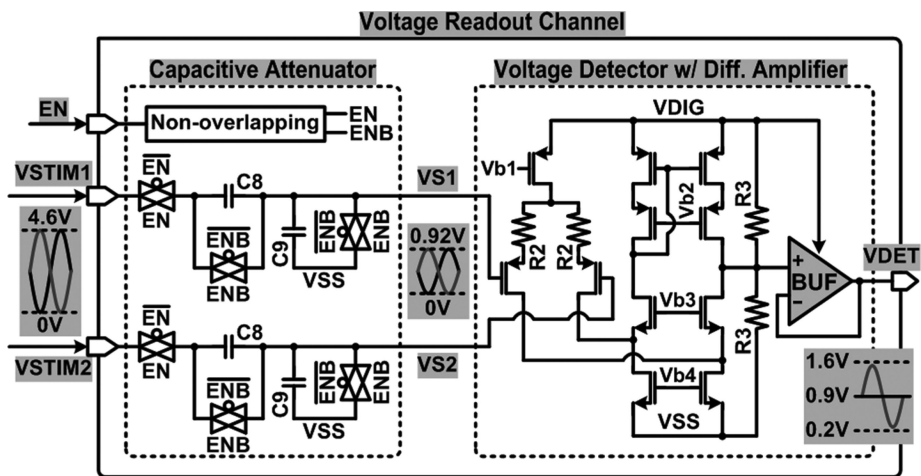 Voltage Readout Channel
Capacitive Attenuator
Voltage Detector w/ Diff. Amplifier
EN
Non-overlapping
EN
ENB
VDIG
VSTIM1
EN
EN
C8
ENB
ENB
C9
ENB
ENB
VSS
VS1
Vb1
R2
R2
Vb2
R3
4.6V
0V
0.92V
0V
+
-
BUF
VDET
Vb3
R3
VSTIM2
EN
EN
C8
ENB
ENB
C9
ENB
ENB
VSS
VS2
Vb4
VSS
1.6V
0.9V
0.2V